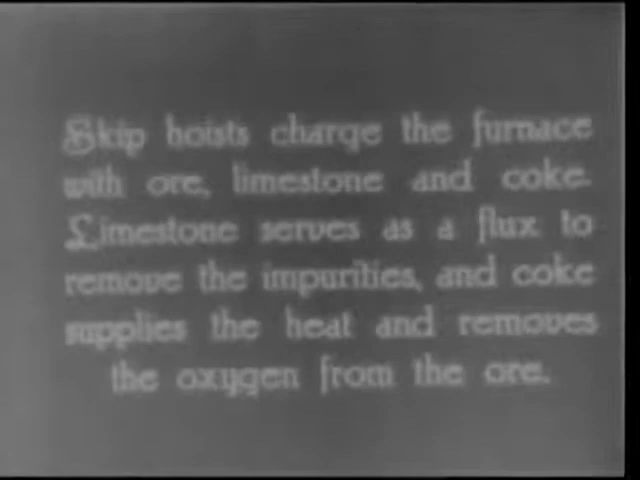 Skip hoists charge the furnace
with ore, limestone and coke.
Limestone serves as a flux to
remove the impurities, and coke
supplies the heat and removes
the oxygen from the ore.